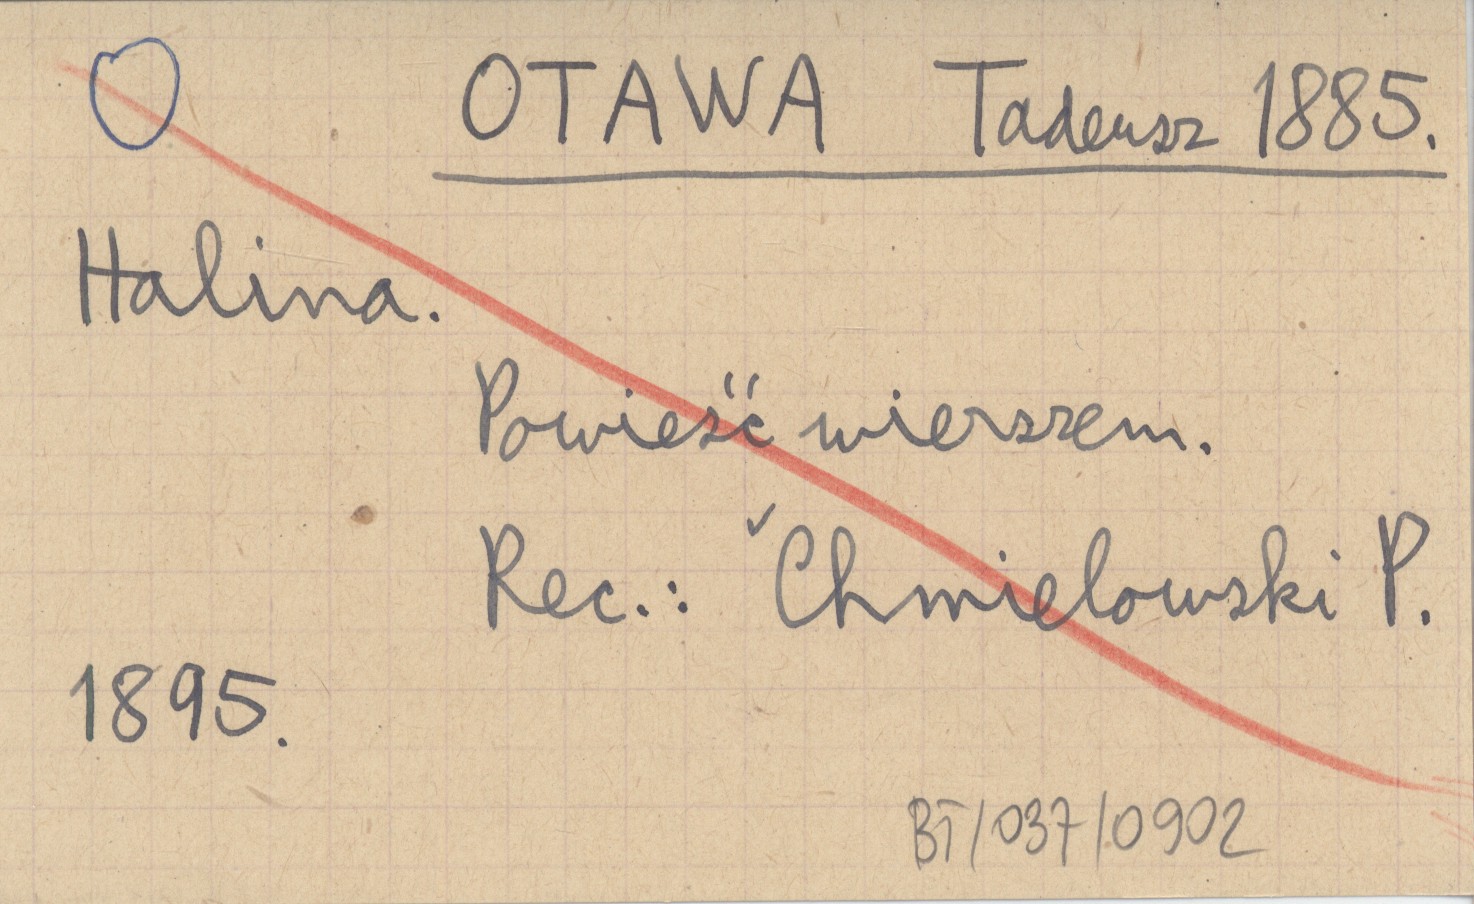 O OTAWA Tadeusz 1885.
Halina.
Powieść wierszem.
Rec.: ✓Chmielowski P.
1895.
BT/037/0902